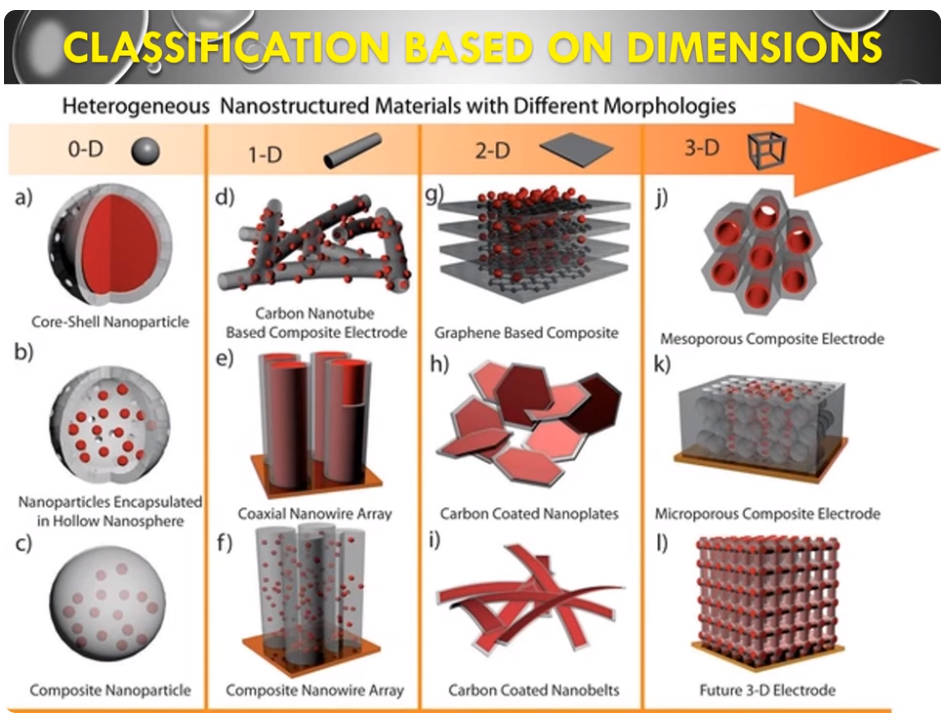 CLASSIFICATION BASED ON DIMENSIONS
Heterogeneous Nanostructured Materials with Different Morphologies
0-D
1-D
2-D
3-D
a)
Core-Shell Nanoparticle
b)
Nanoparticles Encapsulated
in Hollow Nanosphere
c)
Composite Nanoparticle
d)
Carbon Nanotube
Based Composite Electrode
e)
Coaxial Nanowire Array
f)
Composite Nanowire Array
g)
Graphene Based Composite
h)
Carbon Coated Nanoplates
i)
Carbon Coated Nanobelts
j)
Mesoporous Composite Electrode
k)
Microporous Composite Electrode
l)
Future 3-D Electrode